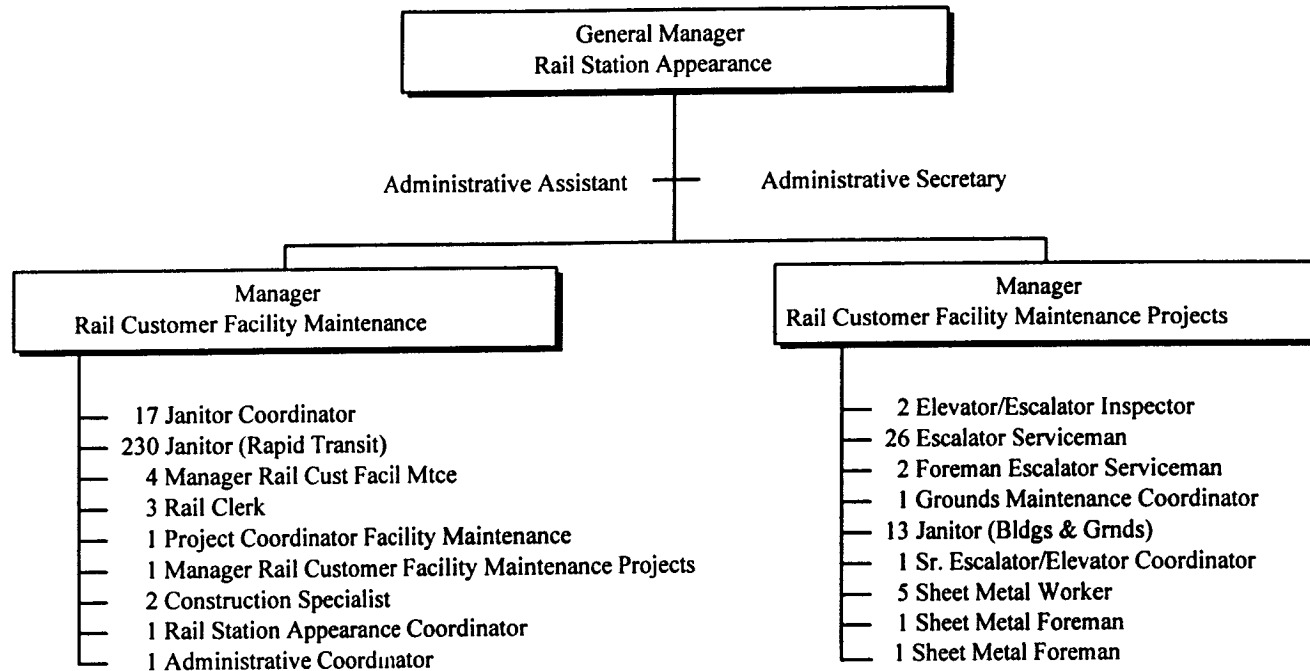 General Manager
Rail Station Appearance
Administrative Assistant
Administrative Secretary
Manager
Rail Customer Facility Maintenance
17 Janitor Coordinator
230 Janitor (Rapid Transit)
4 Manager Rail Cust Facil Mtce
3 Rail Clerk
1 Project Coordinator Facility Maintenance
1 Manager Rail Customer Facility Maintenance Projects
2 Construction Specialist
1 Rail Station Appearance Coordinator
1 Administrative Coordinator
Manager
Rail Customer Facility Maintenance Projects
2 Elevator/Escalator Inspector
26 Escalator Serviceman
2 Foreman Escalator Serviceman
1 Grounds Maintenance Coordinator
13 Janitor (Bldgs & Grnds)
1 Sr. Escalator/Elevator Coordinator
5 Sheet Metal Worker
1 Sheet Metal Foreman
1 Sheet Metal Foreman